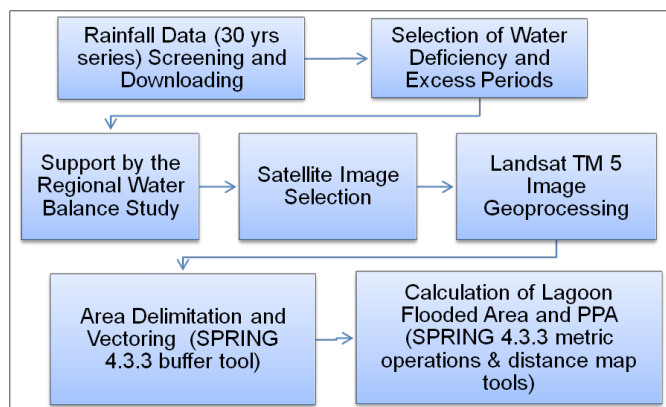 Rainfall Data (30 yrs
series) Screening and
Downloading
Selection of Water
Deficiency and
Excess Periods
Support by the
Regional Water
Balance Study
Satellite Image
Selection
Landsat TM 5
Image
Geoprocessing
Area Delimitation and
Vectoring (SPRING
4.3.3 buffer tool)
Calculation of Lagoon
Flooded Area and PPA
(SPRING 4.3.3 metric
operations & distance map
tools)